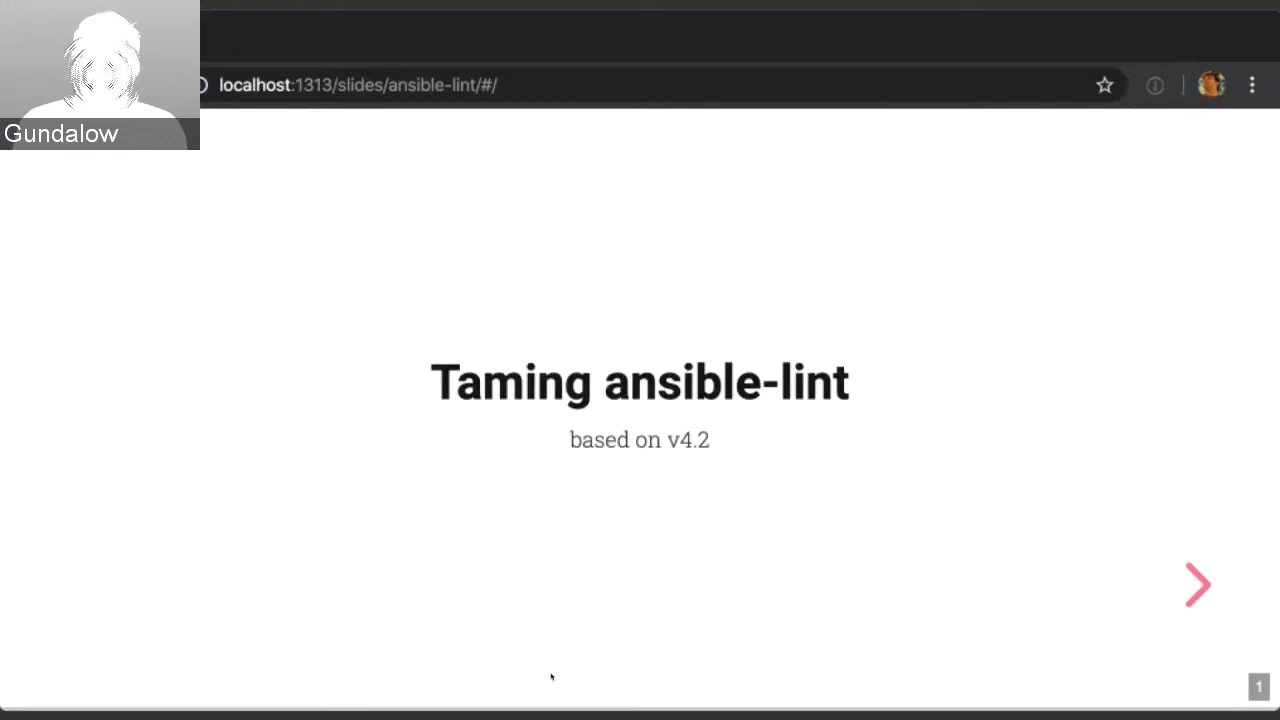 localhost:1313/slides/ansible-lint/#/
Gundalow
Taming ansible-lint
based on v4.2
1